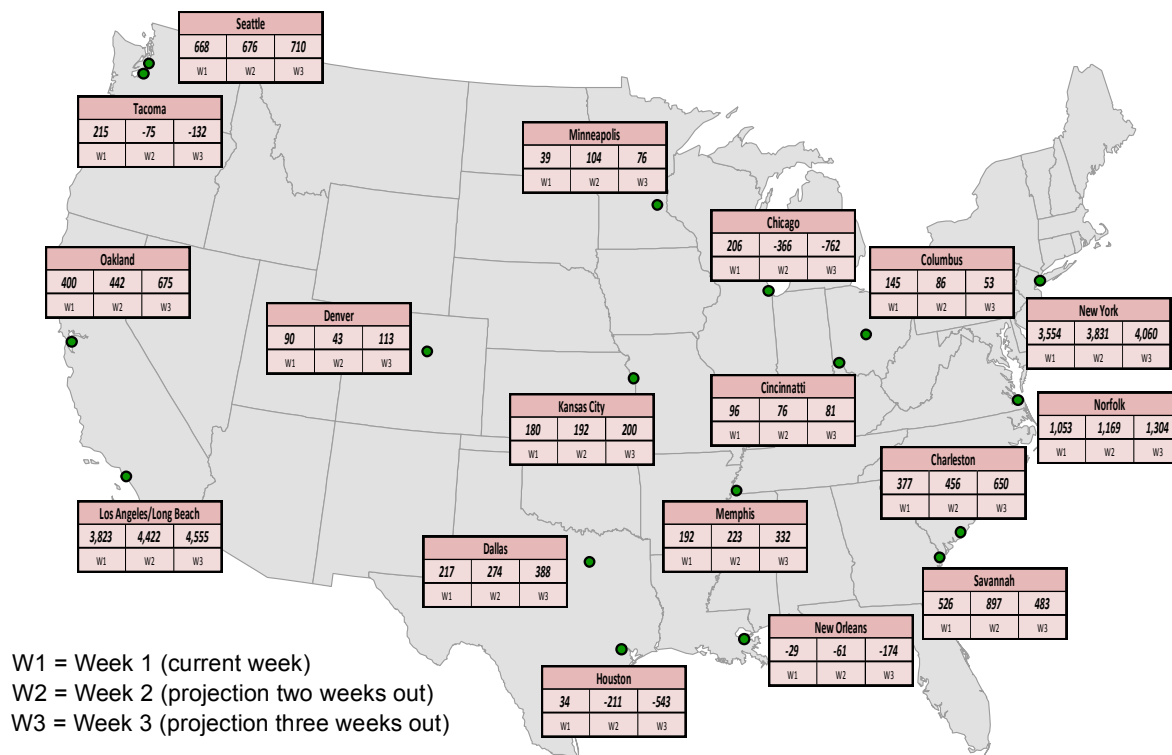 Seattle
668 676 710
W1 W2 W3
Tacoma
215 -75 -132
W1 W2 W3
Minneapolis
39 104 76
W1 W2 W3
Chicago
206 -366 -762
W1 W2 W3
Oakland
400 442 675
W1 W2 W3
Columbus
145 86 53
W1 W2 W3
Denver
90 43 113
W1 W2 W3
New York
3,554 3,831 4,060
W1 W2 W3
Cincinnatti
96 76 81
W1 W2 W3
Kansas City
180 192 200
W1 W2 W3
Norfolk
1,053 1,169 1,304
W1 W2 W3
Charleston
377 456 650
W1 W2 W3
Los Angeles/Long Beach
3,823 4,422 4,555
W1 W2 W3
Memphis
192 223 332
W1 W2 W3
Dallas
217 274 388
W1 W2 W3
Savannah
526 897 483
W1 W2 W3
New Orleans
-29 -61 -174
W1 W2 W3
Houston
34 -211 -543
W1 W2 W3
W1 = Week 1 (current week)
W2 = Week 2 (projection two weeks out)
W3 = Week 3 (projection three weeks out)